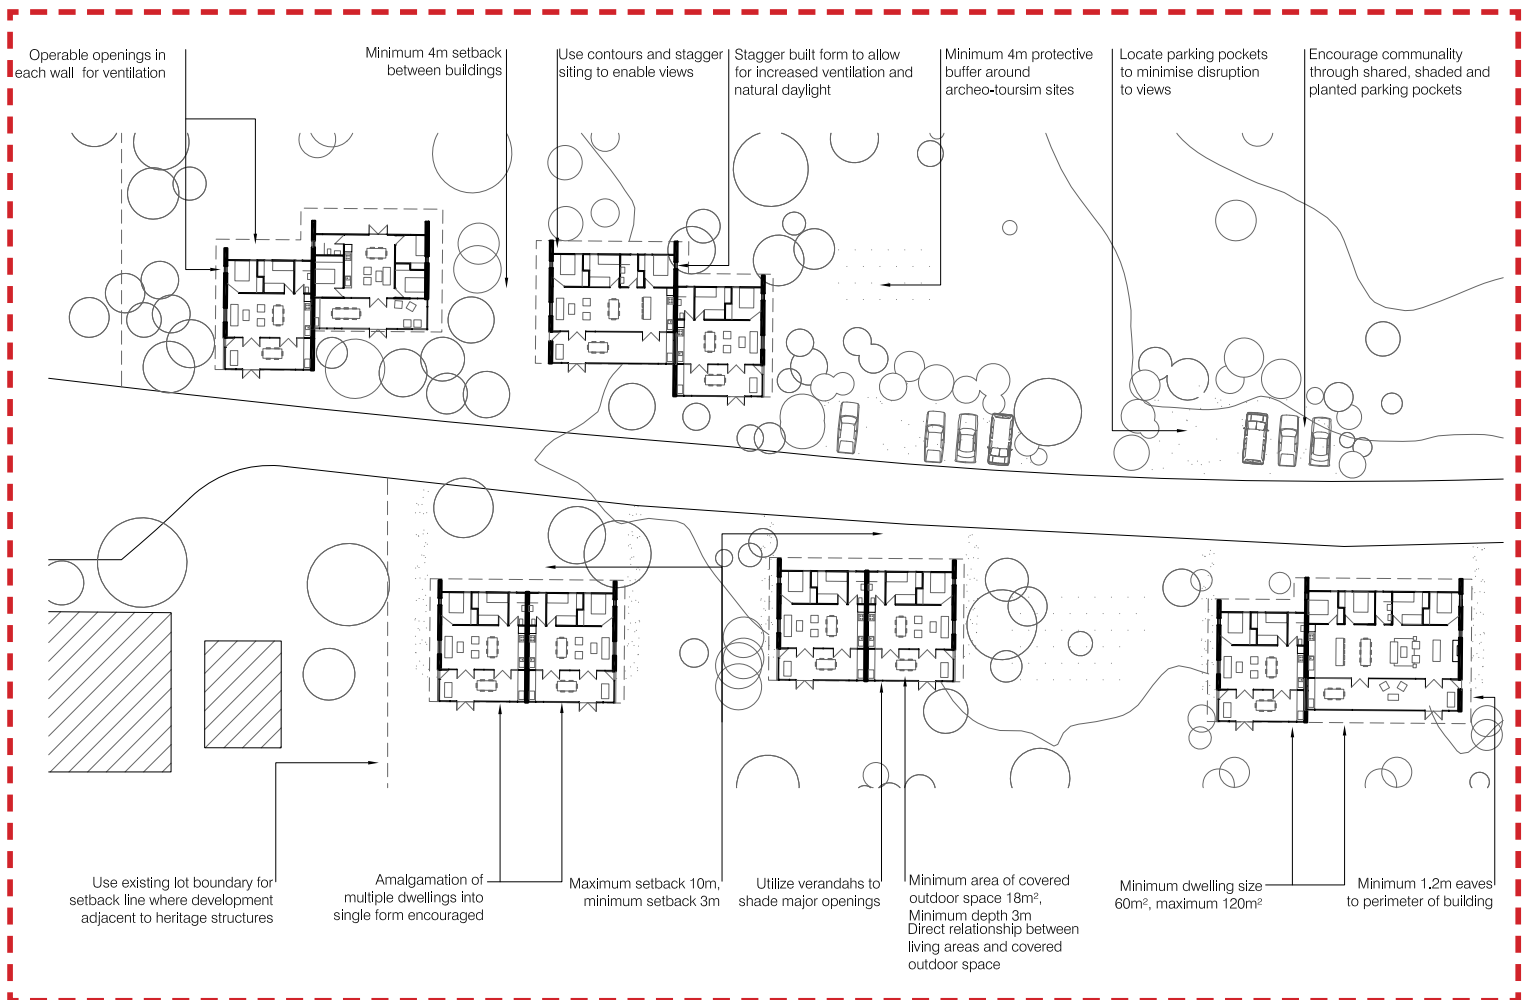 Operable openings in
each wall  for ventilation
Minimum 4m setback
between buildings
Use contours and stagger
siting to enable views
Stagger built form to allow
for increased ventilation and
natural daylight
Minimum 4m protective
buffer around
archeo-toursim sites
Locate parking pockets
to minimise disruption
to views
Encourage communality
through shared, shaded and
planted parking pockets
Use existing lot boundary for
setback line where development
adjacent to heritage structures
Amalgamation of
multiple dwellings into
single form encouraged
Maximum setback 10m,
minimum setback 3m
Utilize verandahs to
shade major openings
Minimum area of covered
outdoor space 18m²,
Minimum depth 3m
Direct relationship between
living areas and covered
outdoor space
Minimum dwelling size
60m², maximum 120m²
Minimum 1.2m eaves
to perimeter of building